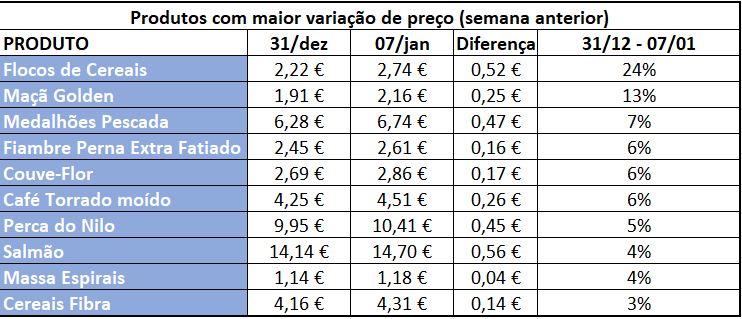 Produtos com maior variação de preço (semana anterior)
PRODUTO 31/dez 07/jan Diferença 31/12 - 07/01
Flocos de Cereais 2,22 € 2,74 € 0,52 € 24%
Maçã Golden 1,91 € 2,16 € 0,25 € 13%
Medalhões Pescada 6,28 € 6,74 € 0,47 € 7%
Fiambre Perna Extra Fatiado 2,45 € 2,61 € 0,16 € 6%
Couve-Flor 2,69 € 2,86 € 0,17 € 6%
Café Torrado moído 4,25 € 4,51 € 0,26 € 6%
Perca do Nilo 9,95 € 10,41 € 0,45 € 5%
Salmão 14,14 € 14,70 € 0,56 € 4%
Massa Espirais 1,14 € 1,18 € 0,04 € 4%
Cereais Fibra 4,16 € 4,31 € 0,14 € 3%